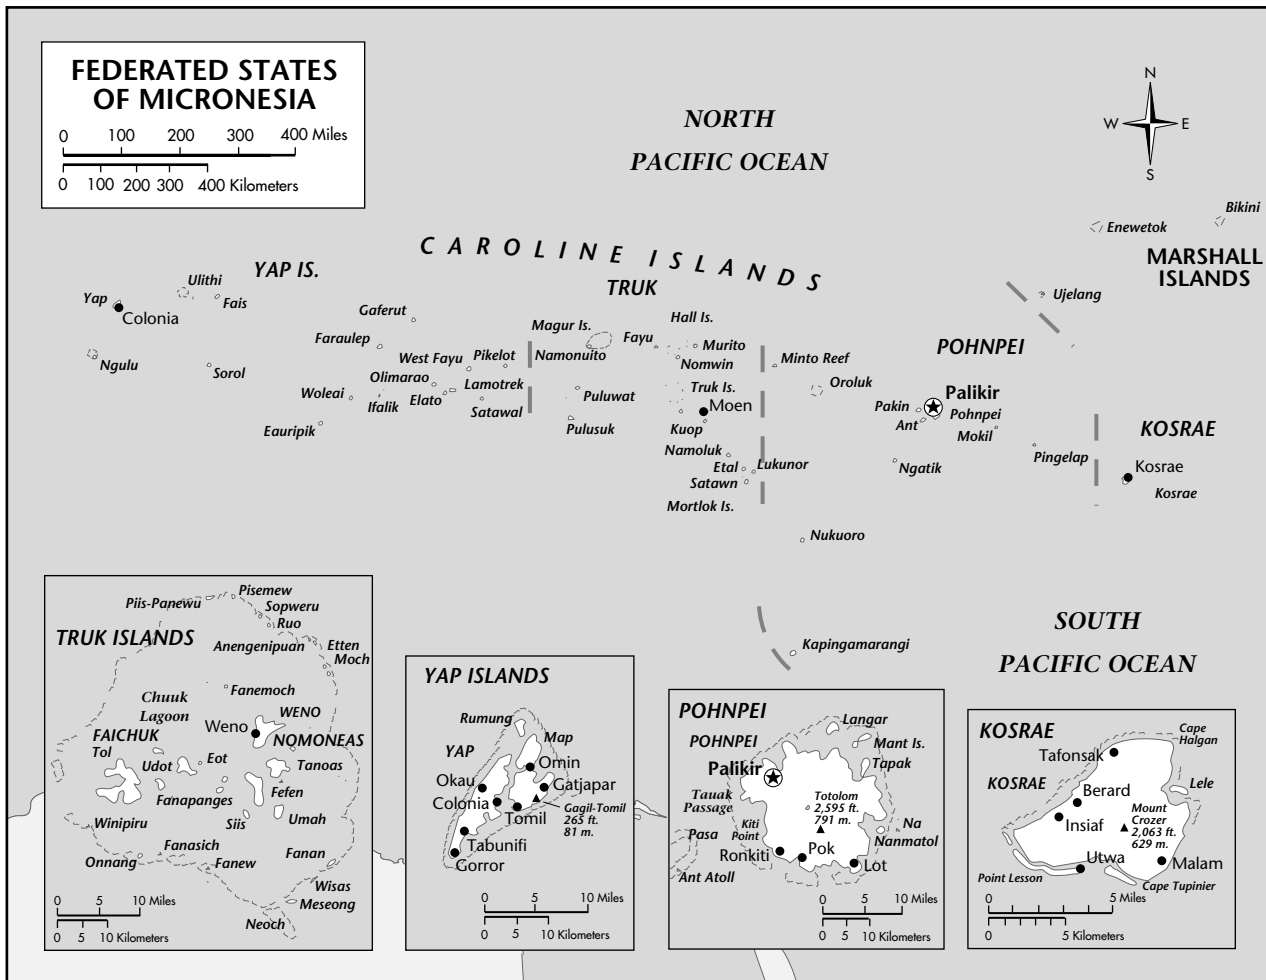 FEDERATED STATES
OF MICRONESIA
0 100 200 300 400 Miles
0 100 200 300 400 Kilometers
NORTH
PACIFIC OCEAN
N
W E
S
Bikini
Enewetok
MARSHALL
ISLANDS
CAROLINE ISLANDS
YAP IS.
TRUK
Ulithi
Yap
Fais
Colonia
Ujelang
Gaferut
Hall Is.
Magur Is.
Faraulep
Fayu
Murito
POHNPEI
West Fayu
Pikelot
Namonuito
Nomwin
Minto Reef
Ngulu
Sorol
Olimarao
Lamotrek
Truk Is.
Oroluk
Palikir
Woleai
Ifalik
Elato
Satawal
Puluwat
Moen
Pakin
Pohnpei
Eauripik
Pulusuk
Kuop
Ant
Mokil
KOSRAE
Namoluk
Pingelap
Etal
Lukunor
Ngatik
Kosrae
Satawn
Kosrae
Mortlok Is.
Nukuoro
SOUTH
PACIFIC OCEAN
Kapingamarangi
TRUK ISLANDS
Piis-Panewu
Pisemew
Sopweru
Ruo
Anengenipuan
Etten
Moch
Fanemoch
Chuuk
Lagoon
WENO
Weno
FAICHUK
NOMONEAS
Tol
Udot
Eot
Tanoas
Fanapanges
Fefen
Siis
Umah
Winipiru
Fanasich
Onnang
Fanew
Fanan
Wisas
Meseong
Neoch
0 5 10 Miles
0 5 10 Kilometers
YAP ISLANDS
Rumung
YAP
Map
Omin
Okau
Gatjapar
Colonia
Gagil-Tomil
265 ft.
81 m.
Tomil
Tabunifi
Gorror
0 5 10 Miles
0 5 10 Kilometers
POHNPEI
Langar
POHNPEI
Mant Is.
Palikir
Tapak
Tauak
Passage
Totolom
2,595 ft.
791 m.
Pasa
Kiti
Point
Na
Nanmatol
Ronkiti
Pok
Lot
Ant Atoll
0 5 10 Miles
0 5 10 Kilometers
KOSRAE
Cape
Halgan
Tafonsak
KOSRAE
Lele
Berard
Insiaf
Mount
Crozer
2,063 ft.
629 m.
Utwa
Malam
Point Lesson
Cape Tupinier
0 5 Miles
0 5 Kilometers